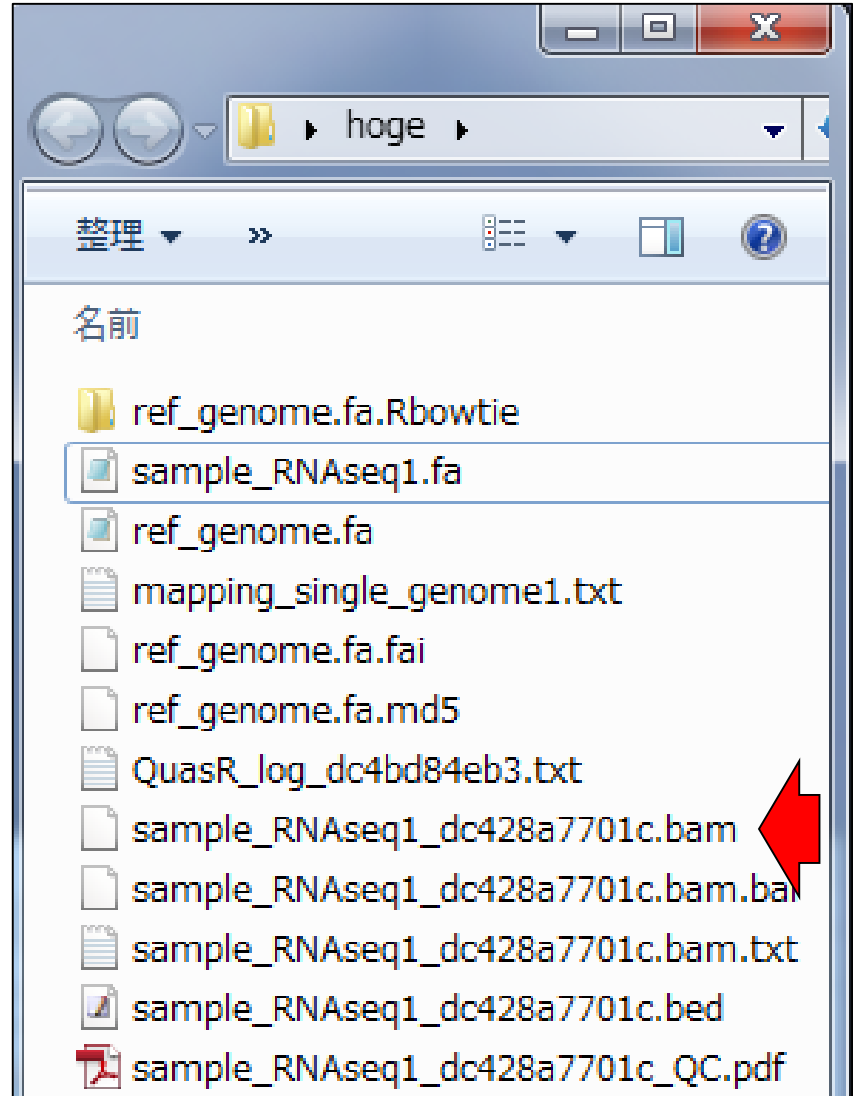 hoge
整理 »
名前
ref_genome.fa.Rbowtie
sample_RNAseq1.fa
ref_genome.fa
mapping_single_genome1.txt
ref_genome.fa.fai
ref_genome.fa.md5
QuasR_log_dc4bd84eb3.txt
sample_RNAseq1_dc428a7701c.bam
sample_RNAseq1_dc428a7701c.bam.bai
sample_RNAseq1_dc428a7701c.bam.txt
sample_RNAseq1_dc428a7701c.bed
sample_RNAseq1_dc428a7701c_QC.pdf